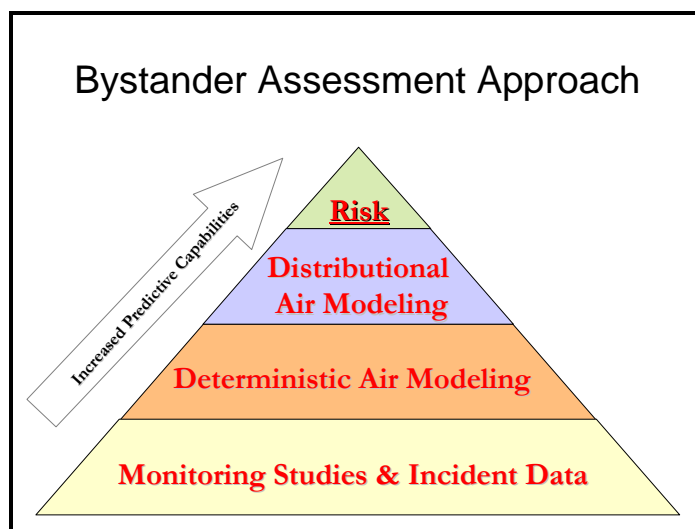 Bystander Assessment Approach
Increased Predictive Capabilities
Risk
Distributional
Air Modeling
Deterministic Air Modeling
Monitoring Studies & Incident Data